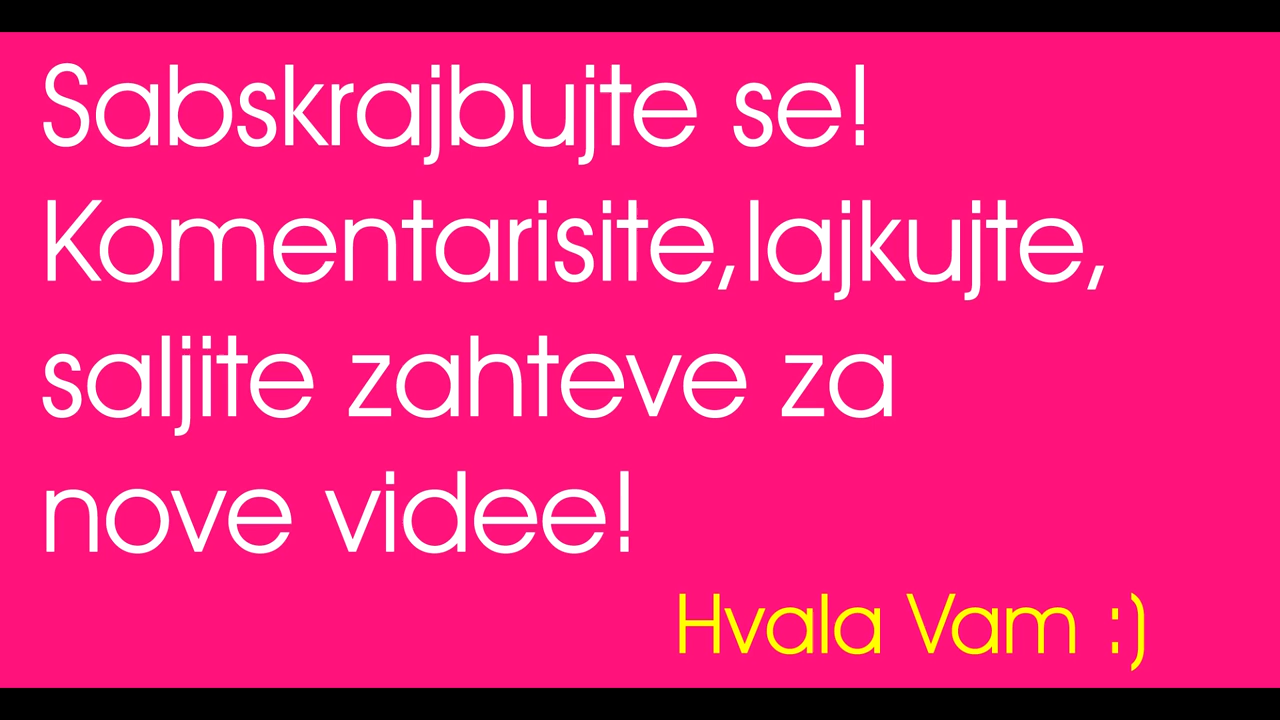 Sabskrajbujte se!
Komentarisite,lajkujte,
saljite zahteve za
nove videe!
Hvala Vam :)